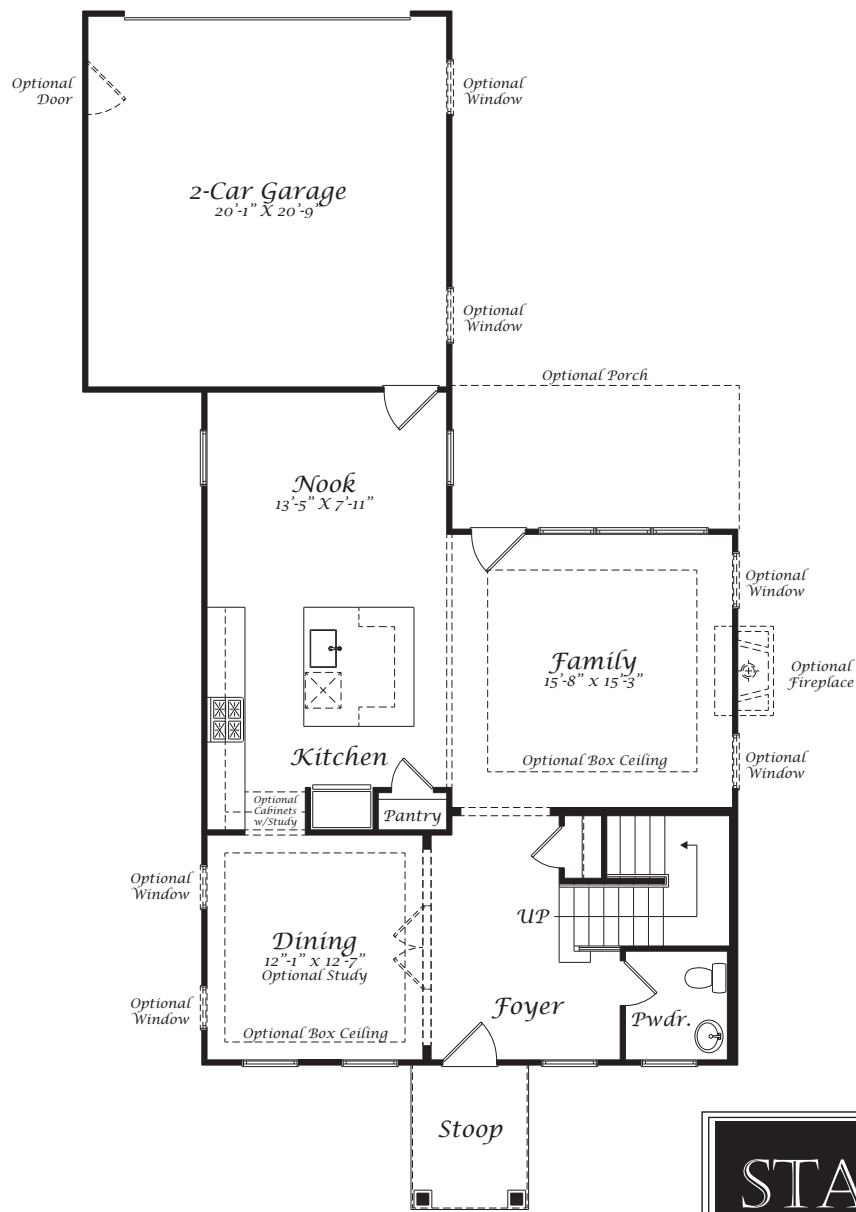 Optional
Door
Optional
Window
2-Car Garage
20'-1" X 20'-9"
Optional
Window
Optional Porch
Nook
13'-5" X 7'-11"
Optional
Window
Family
15'-8" x 15'-3"
Optional
Fireplace
Kitchen
Optional Box Ceiling
Optional
Window
Optional
Cabinets
w/Study
Pantry
Optional
Window
UP
Dining
12"-1" x 12'-7"
Optional Study
Optional
Window
Foyer
Pwdr.
Optional Box Ceiling
Stoop
STA